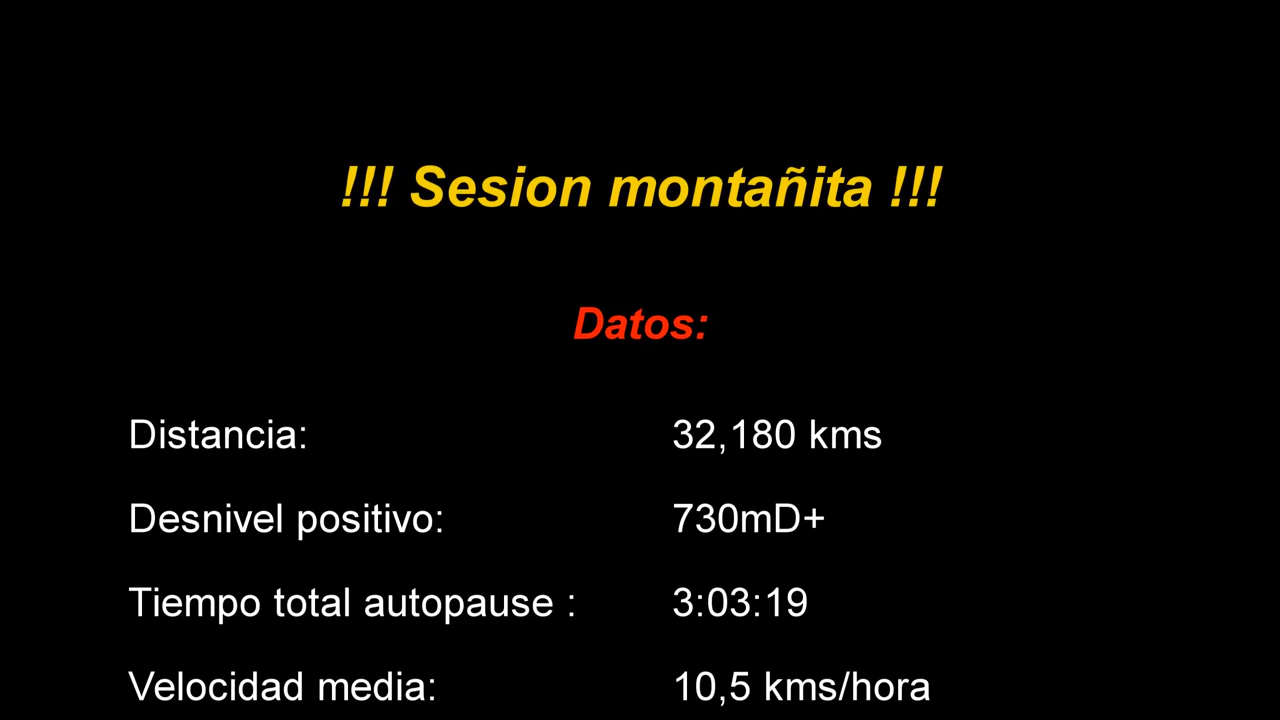 !!! Sesion montañita !!!
Datos:
Distancia: 32,180 kms
Desnivel positivo: 730mD+
Tiempo total autopause : 3:03:19
Velocidad media: 10,5 kms/hora